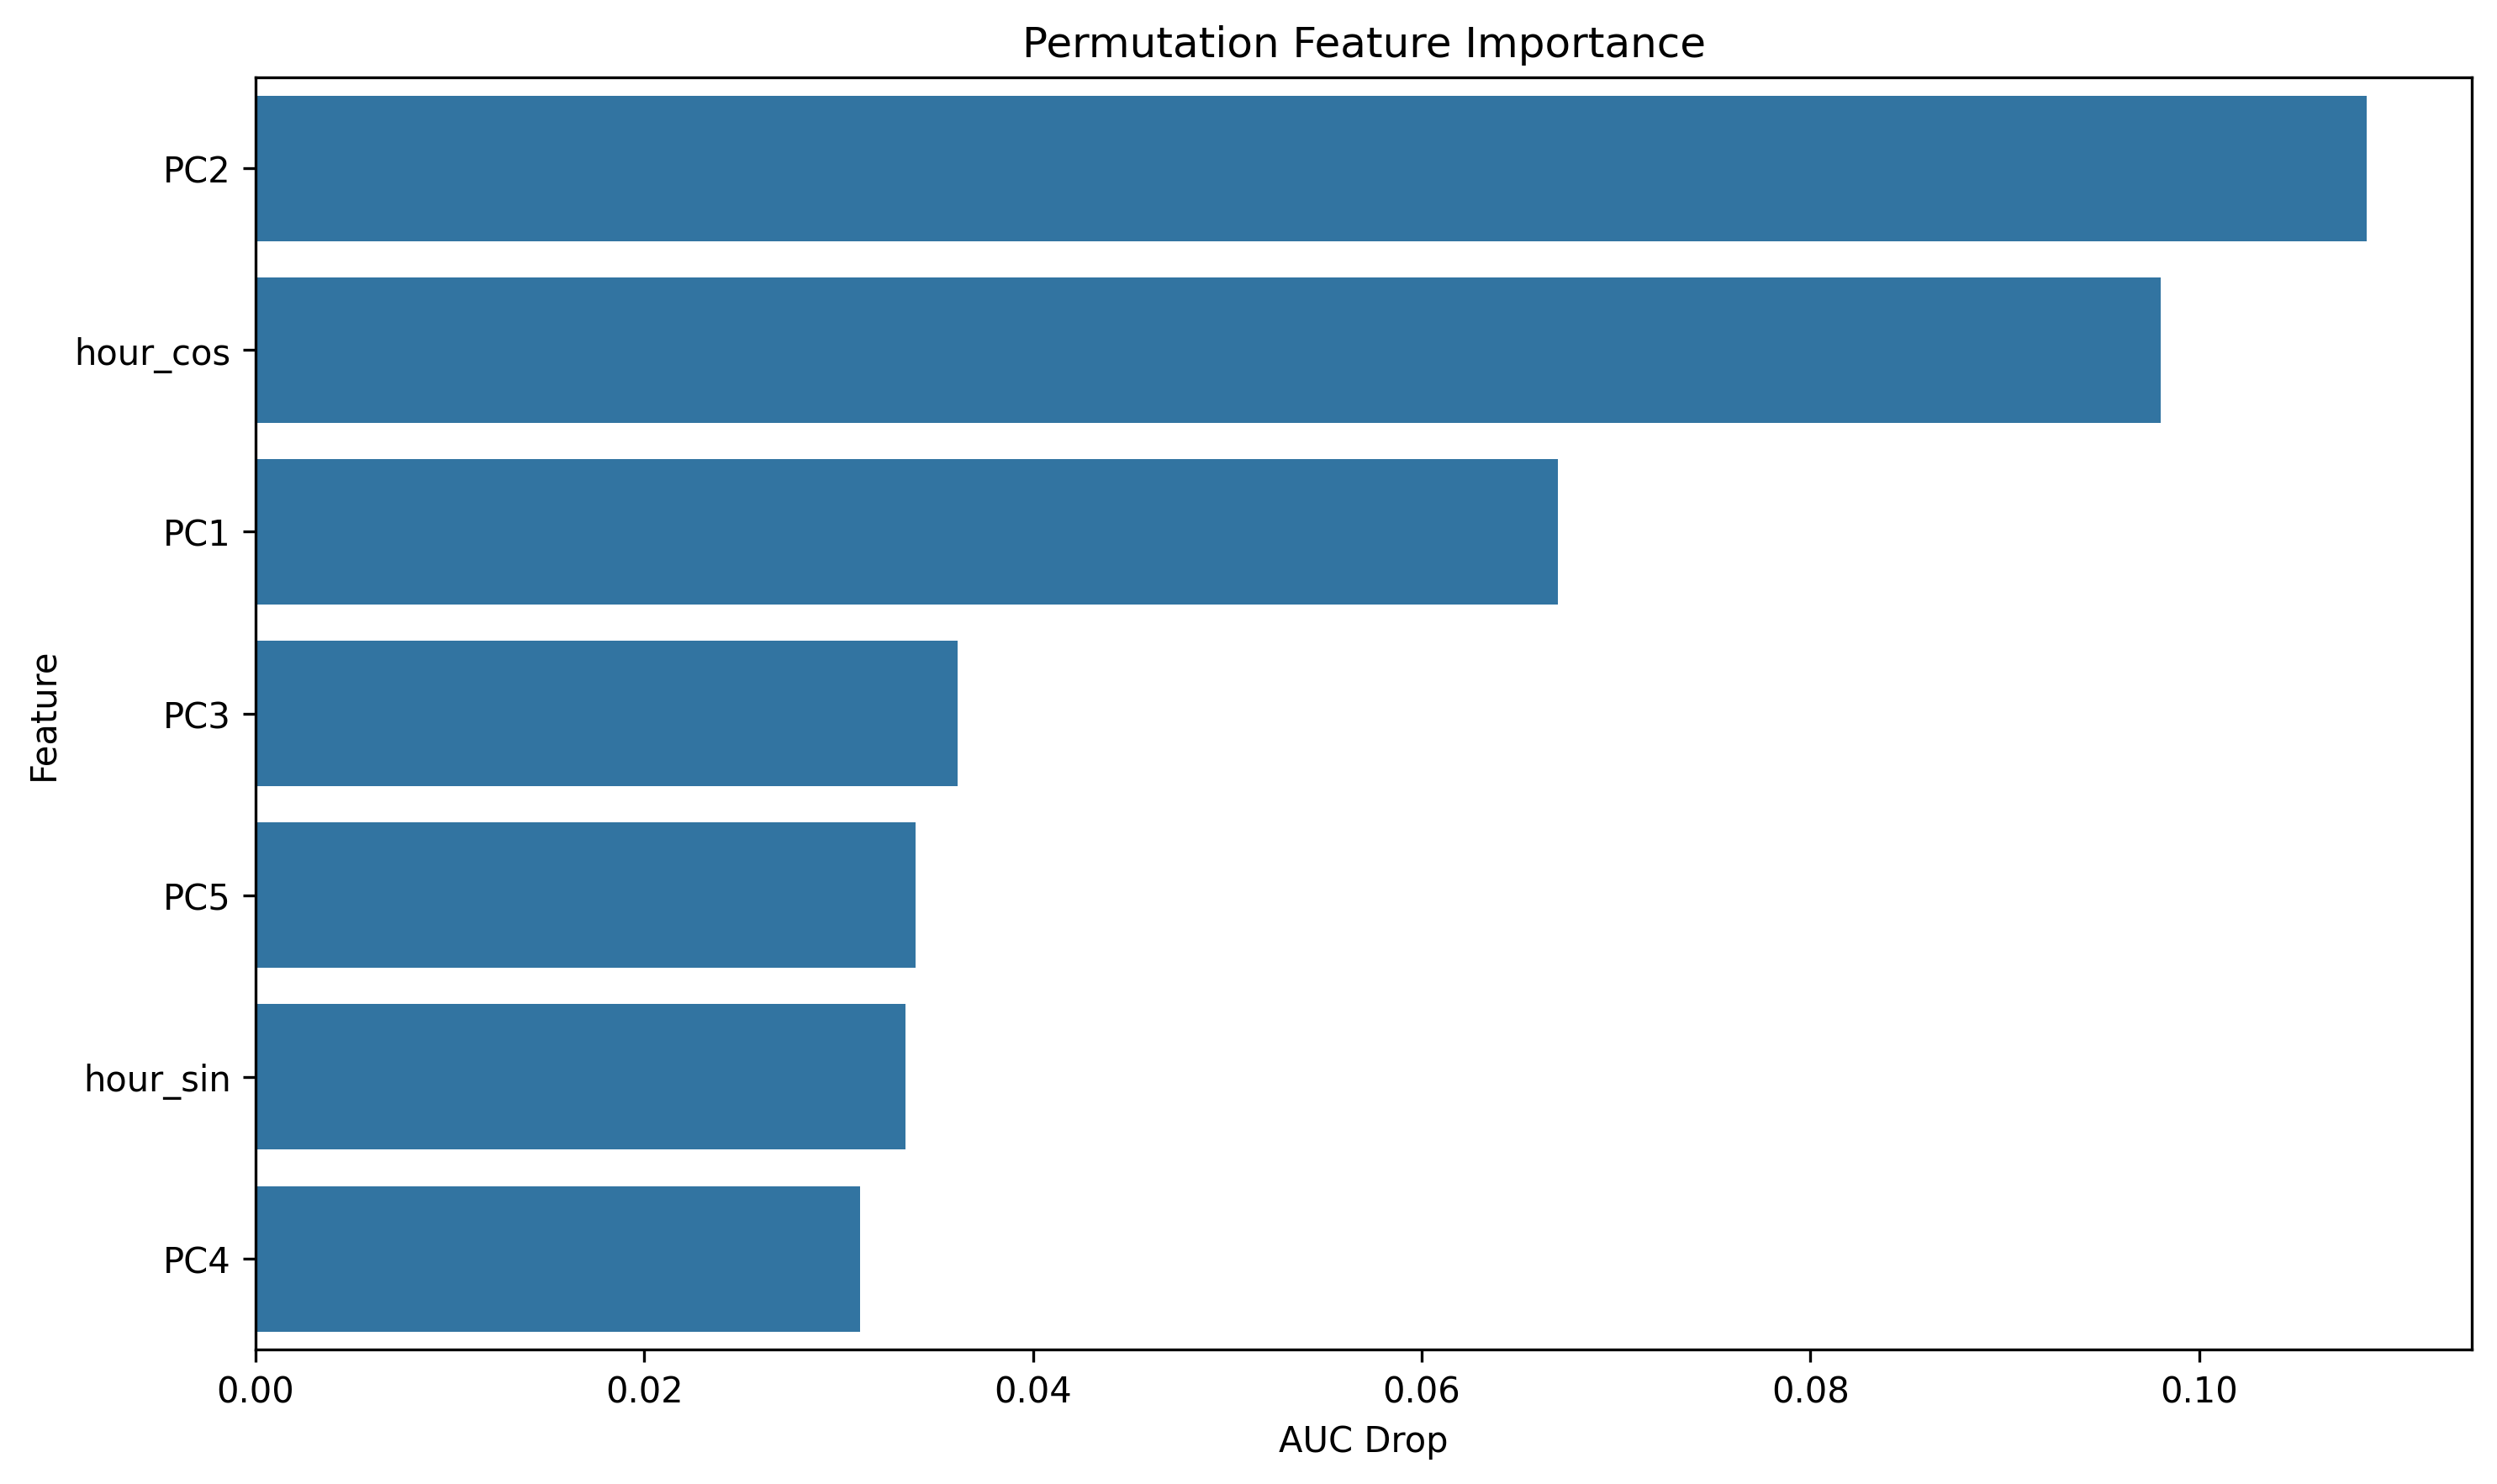 Permutation Feature Importance
PC2
hour_cos
PC1
PC3
PC5
hour_sin
PC4
Feature
0.00 0.02 0.04 0.06 0.08 0.10
AUC Drop